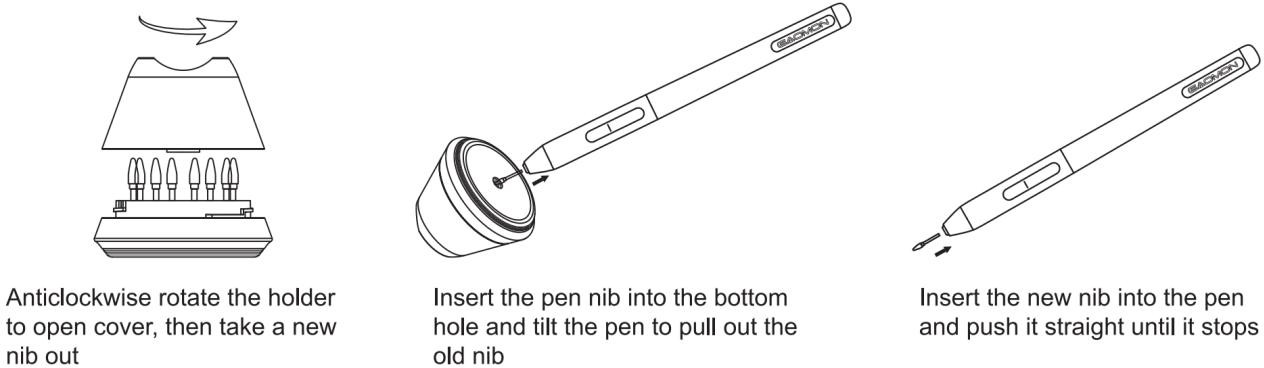 GAOMON
GAOMON
Anticlockwise rotate the holder
to open cover, then take a new
nib out
Insert the pen nib into the bottom
hole and tilt the pen to pull out the
old nib
Insert the new nib into the pen
and push it straight until it stops